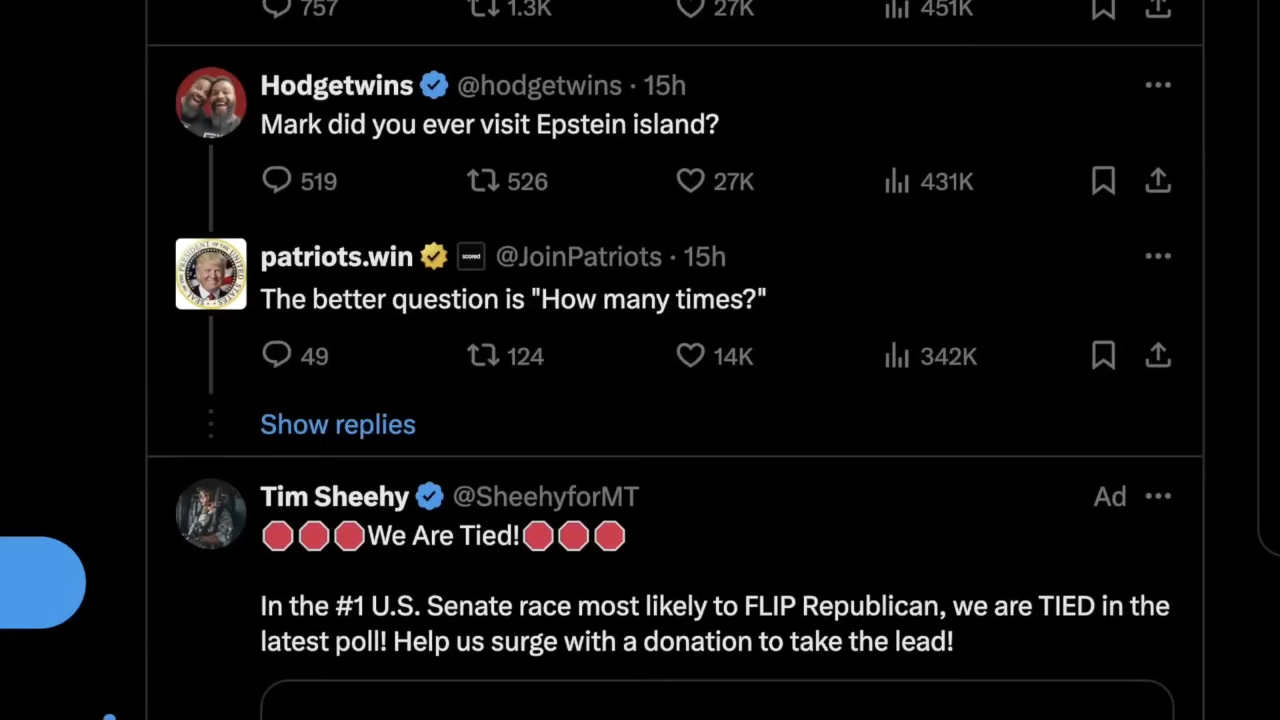 757 1.3K 27K 451K
Hodgetwins @hodgetwins · 15h
Mark did you ever visit Epstein island?
519 526 27K 431K
patriots.win scored @JoinPatriots · 15h
The better question is "How many times?"
49 124 14K 342K
Show replies
Tim Sheehy @SheehyforMT Ad
We Are Tied!
In the #1 U.S. Senate race most likely to FLIP Republican, we are TIED in the
latest poll! Help us surge with a donation to take the lead!